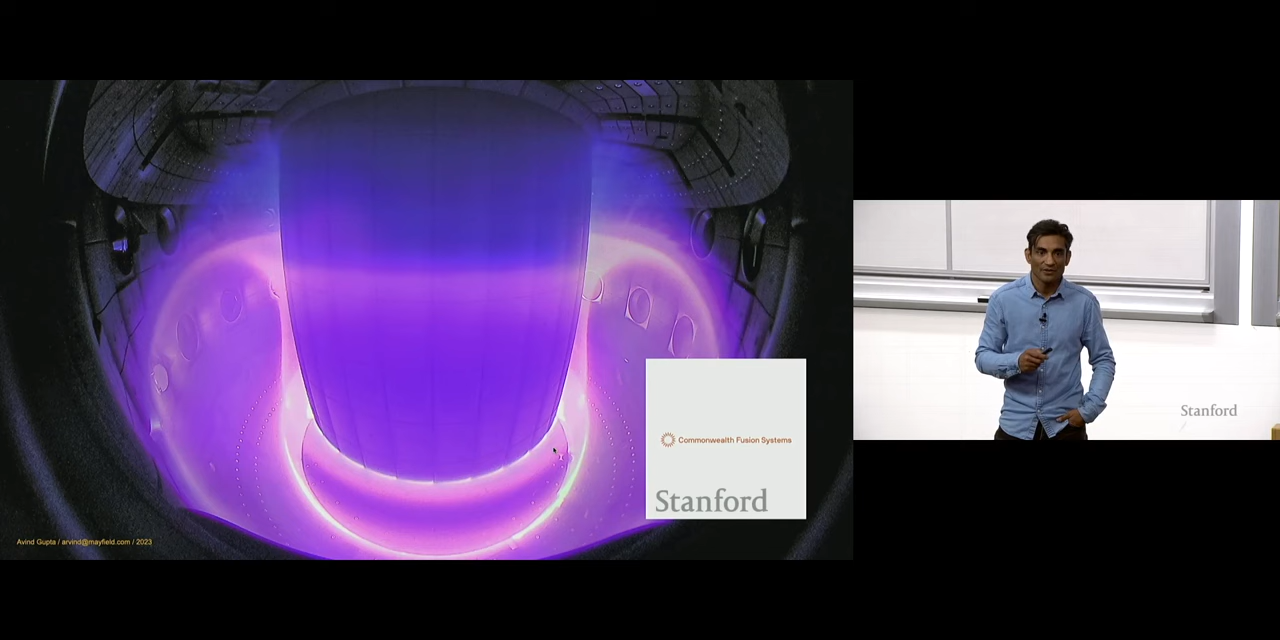 Commonwealth Fusion Systems
Stanford
Avind Gupta / arvind@mayfield.com / 2023
Stanford